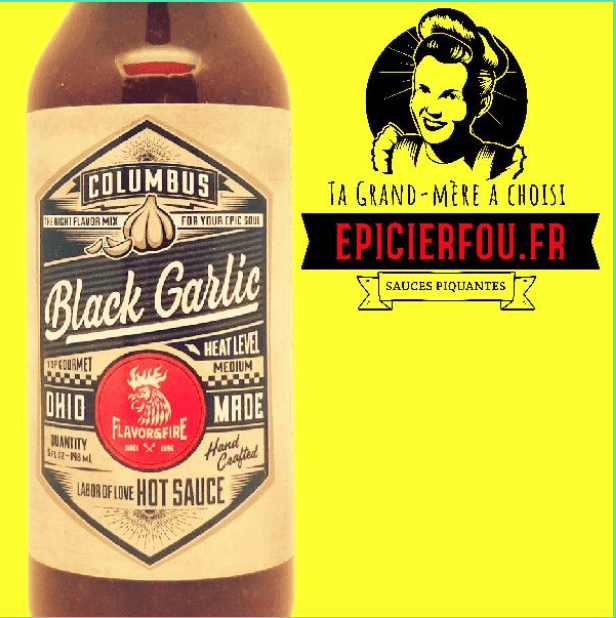 COLUMBUS
THE RIGHT FLAVOR MIX
FOR YOUR EPIC SOUL
Black Garlic
HEAT LEVEL
MEDIUM
TOP GOURMET
OHIO
MADE
FLAVOR&FIRE
SINCE
QUANTITY
5 FL OZ - 148 ML
Hand
Crafted
LABOR OF LOVE HOT SAUCE
TA GRAND-MÈRE A CHOISI
EPICIERFOU.FR
SAUCES PIQUANTES